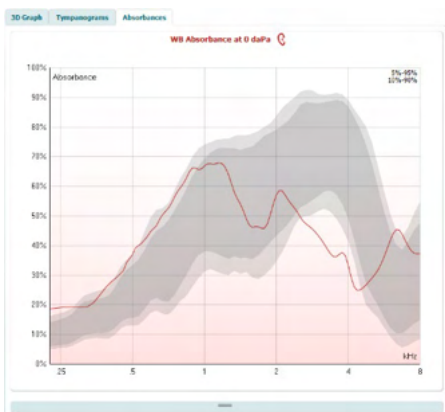 3D Graph Tympanograms Absorbances
WB Absorbance at 0 daPa
100%
Absorbance
5%-95%
10%-90%
90%
80%
70%
60%
50%
40%
30%
20%
10%
0%
kHz
.25 .5 1 2 4 8